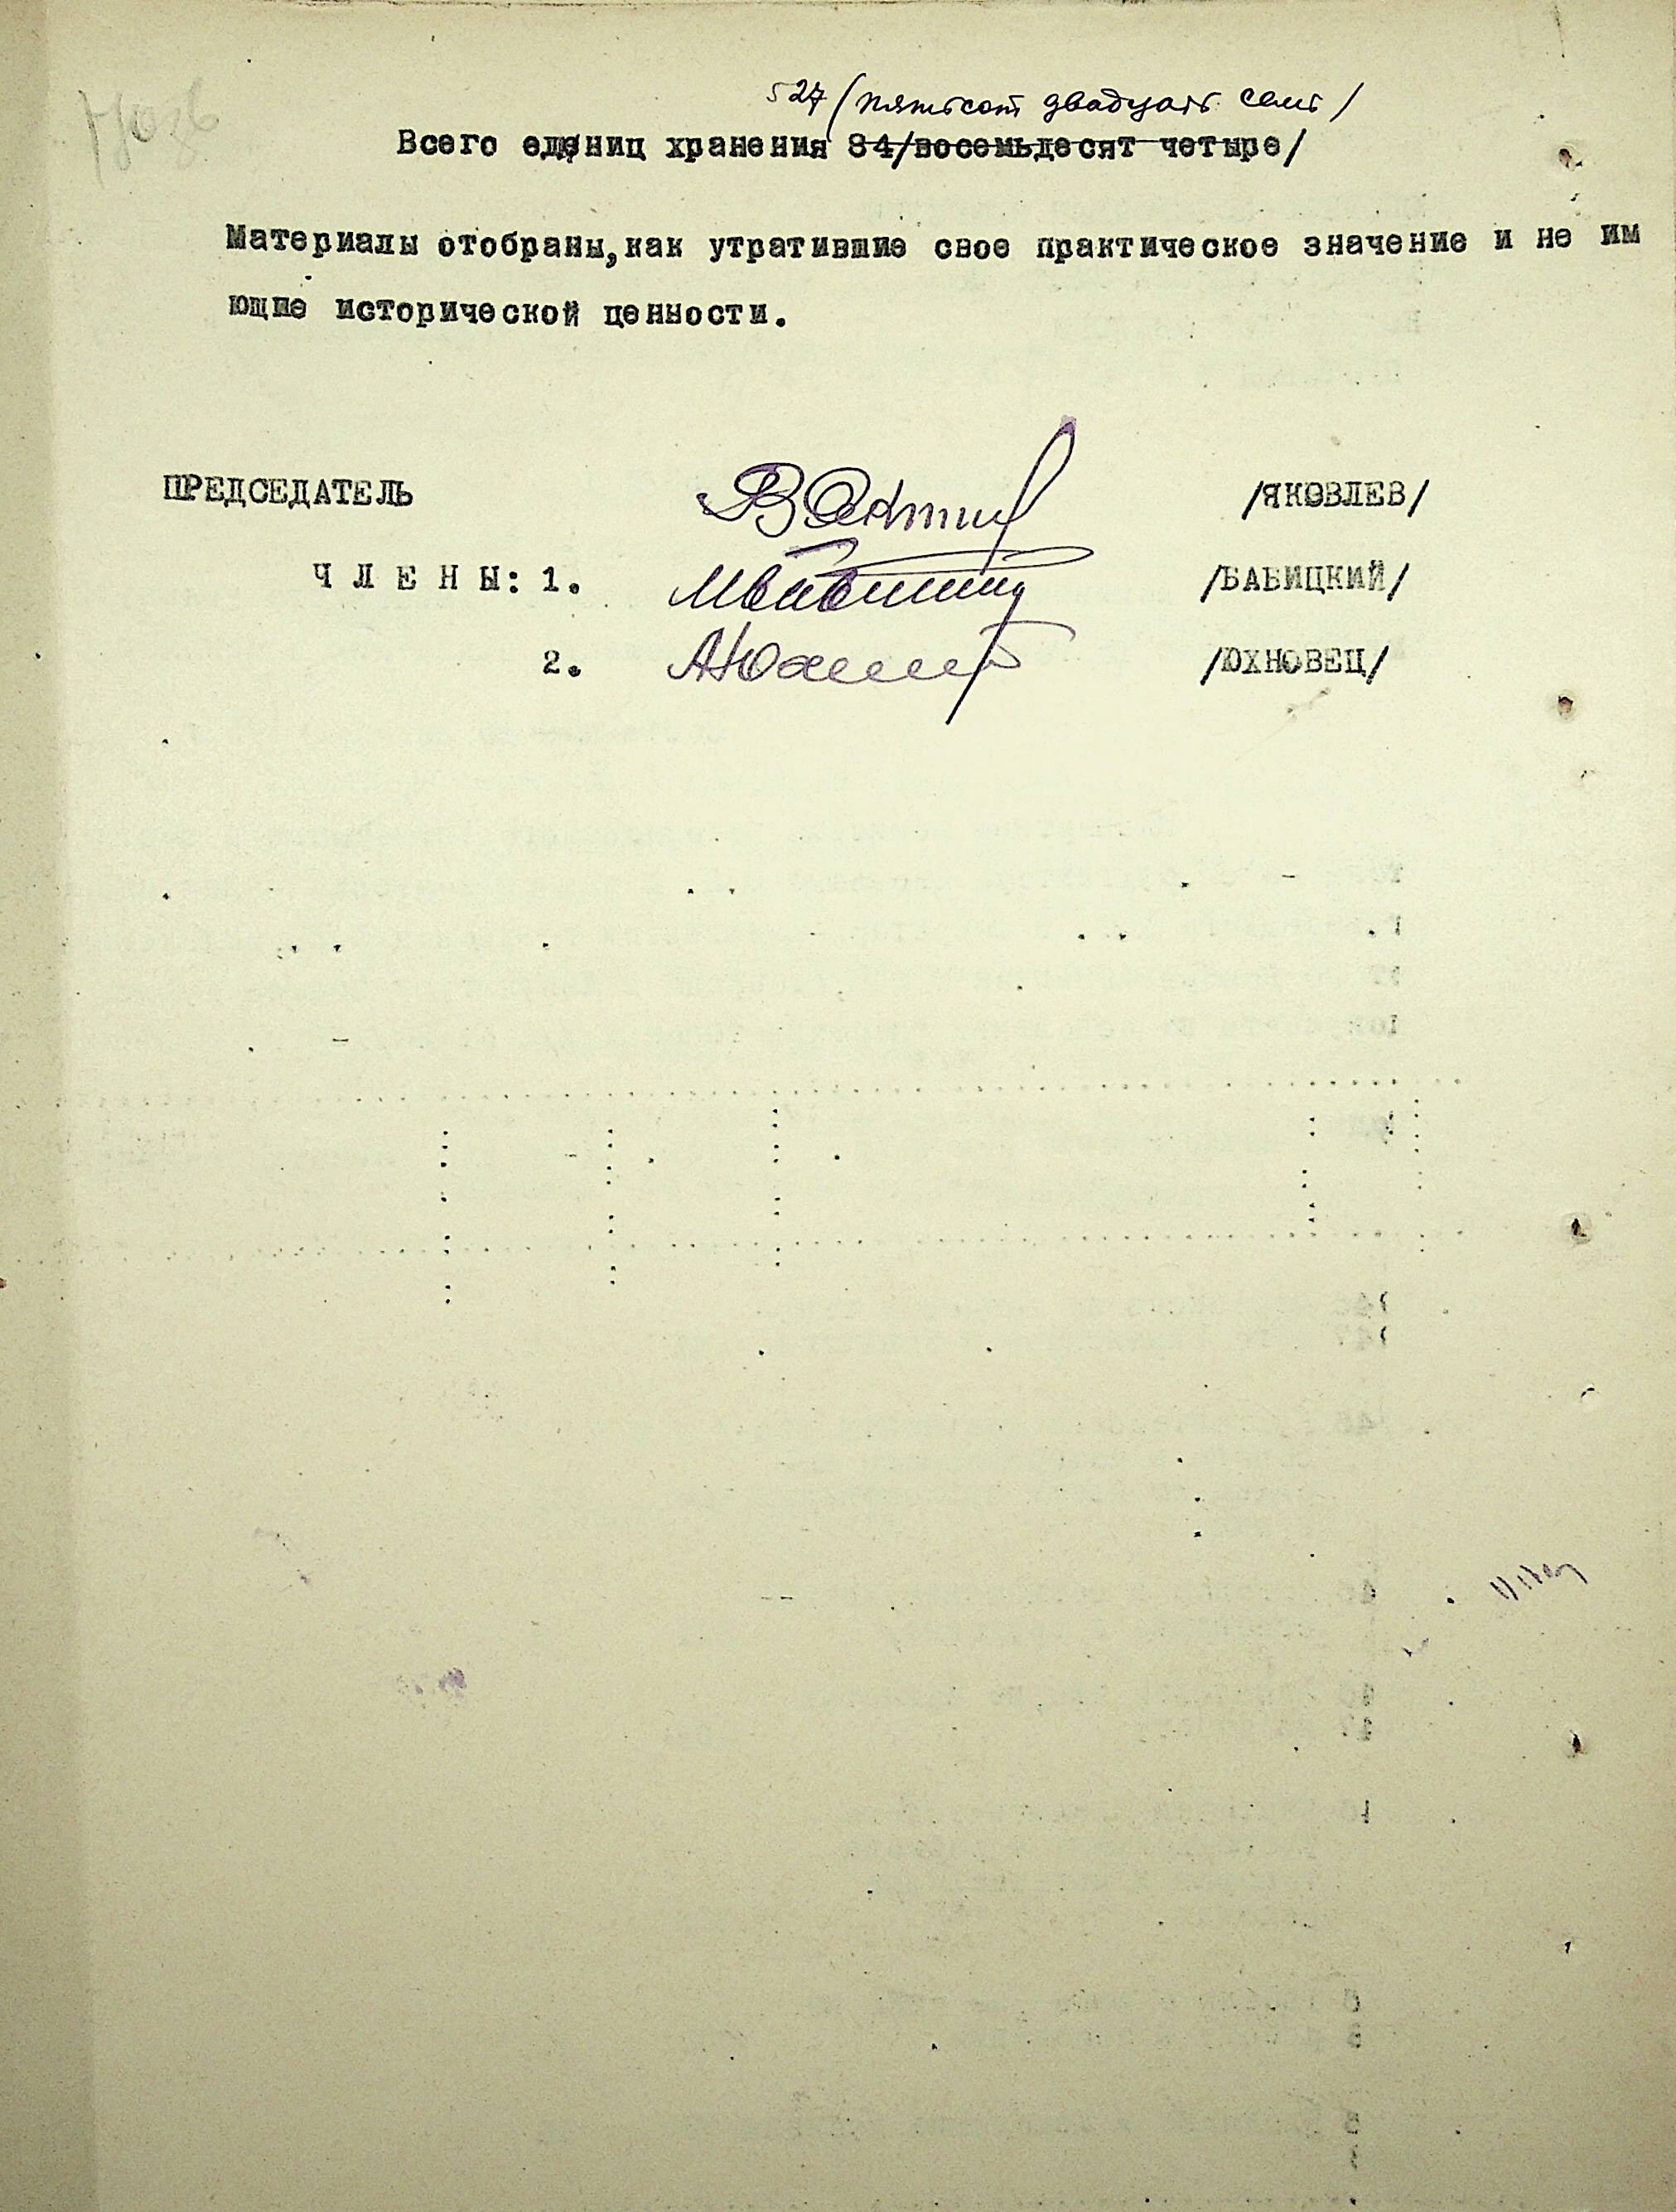 527 (пятьсот двадцать семь/
Всего единиц хранения 84/восемьдесят четыре/
Материалы отобраны,как утратившие свое практическое значение и не им
ющие исторической ценности.
ПРЕДСЕДАТЕЛЬ /ЯКОВЛЕВ/
Ч Л Е Н Ы: 1. /БАБИЦКИЙ/
2. /ЮХНОВЕЦ/